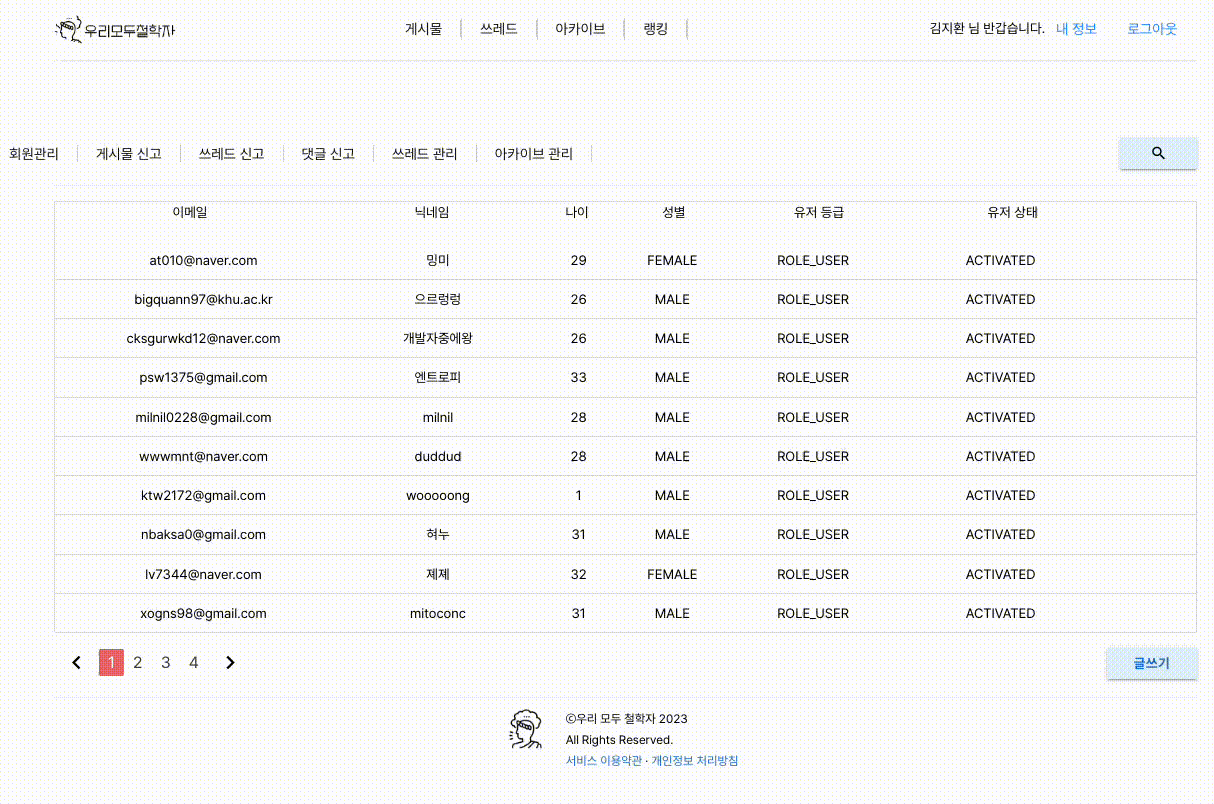 우리모두철학자 게시물 쓰레드 아카이브 랭킹 김지환 님 반갑습니다. 내 정보 로그아웃
회원관리 게시물 신고 쓰레드 신고 댓글 신고 쓰레드 관리 아카이브 관리
이메일 닉네임 나이 성별 유저 등급 유저 상태
at010@naver.com 밍미 29 FEMALE ROLE_USER ACTIVATED
bigquann97@khu.ac.kr 으르렁렁 26 MALE ROLE_USER ACTIVATED
cksgurwkd12@naver.com 개발자중에왕 26 MALE ROLE_USER ACTIVATED
psw1375@gmail.com 엔트로피 33 MALE ROLE_USER ACTIVATED
milnil0228@gmail.com milnil 28 MALE ROLE_USER ACTIVATED
wwwmnt@naver.com duddud 28 MALE ROLE_USER ACTIVATED
ktw2172@gmail.com wooooong 1 MALE ROLE_USER ACTIVATED
nbaksa0@gmail.com 혀누 31 MALE ROLE_USER ACTIVATED
lv7344@naver.com 졔졔 32 FEMALE ROLE_USER ACTIVATED
xogns98@gmail.com mitoconc 31 MALE ROLE_USER ACTIVATED
1 2 3 4 글쓰기
©우리 모두 철학자 2023
All Rights Reserved.
서비스 이용약관 · 개인정보 처리방침